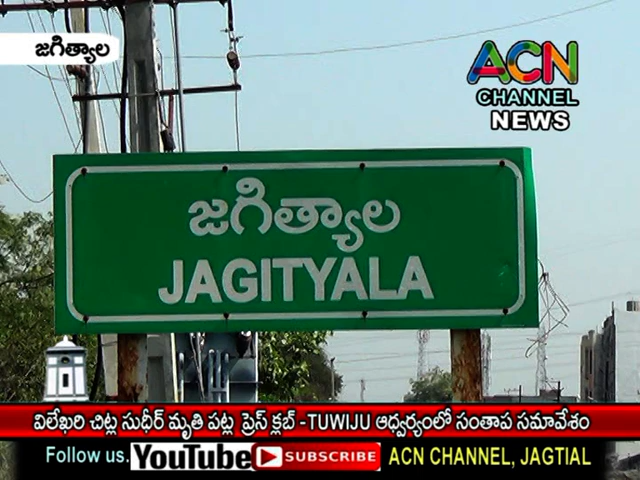 జగిత్యాల
ACN
CHANNEL
NEWS
జగిత్యాల
JAGITYALA
విలేఖరి చిట్ల సుధీర్ మృతి పట్ల ప్రెస్ క్లబ్ -TUWIJU ఆధ్వర్యంలో సంతాప సమావేశం
Follow us. YouTube SUBSCRIBE ACN CHANNEL, JAGTIAL